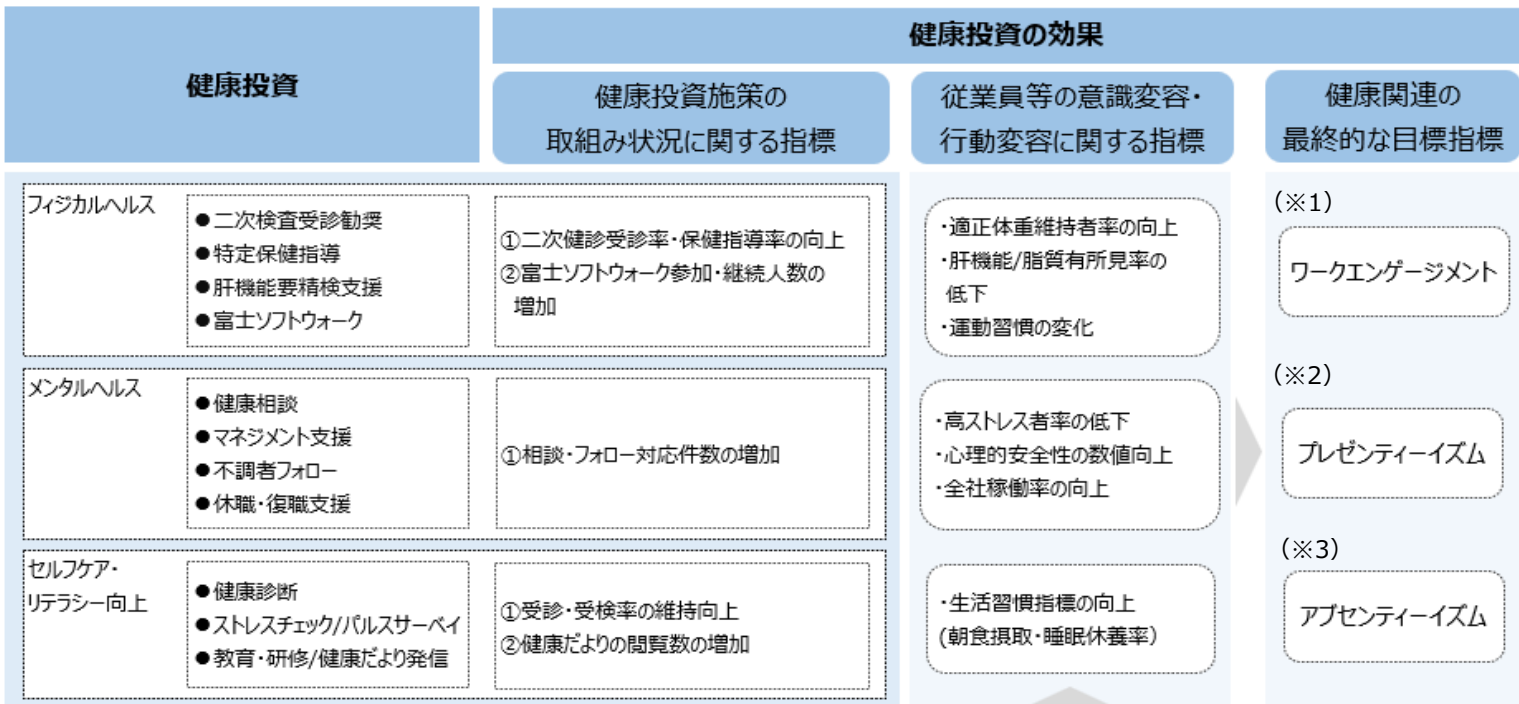 健康投資
健康投資の効果
健康投資施策の
取組み状況に関する指標
従業員等の意識変容・
行動変容に関する指標
健康関連の
最終的な目標指標
フィジカルヘルス
●二次検査受診勧奨
●特定保健指導
●肝機能要精検支援
●富士ソフトウォーク
①二次健診受診率・保健指導率の向上
②富士ソフトウォーク参加・継続人数の
増加
・適正体重維持者率の向上
・肝機能/脂質有所見率の
低下
・運動習慣の変化
(※1)
ワークエンゲージメント
メンタルヘルス
●健康相談
●マネジメント支援
●不調者フォロー
●休職・復職支援
①相談・フォロー対応件数の増加
・高ストレス者率の低下
・心理的安全性の数値向上
・全社稼働率の向上
(※2)
プレゼンティーイズム
セルフケア・
リテラシー向上
●健康診断
●ストレスチェック/パルスサーベイ
●教育・研修/健康だより発信
①受診・受検率の維持向上
②健康だよりの閲覧数の増加
・生活習慣指標の向上
(朝食摂取・睡眠休養率)
(※3)
アブセンティーイズム